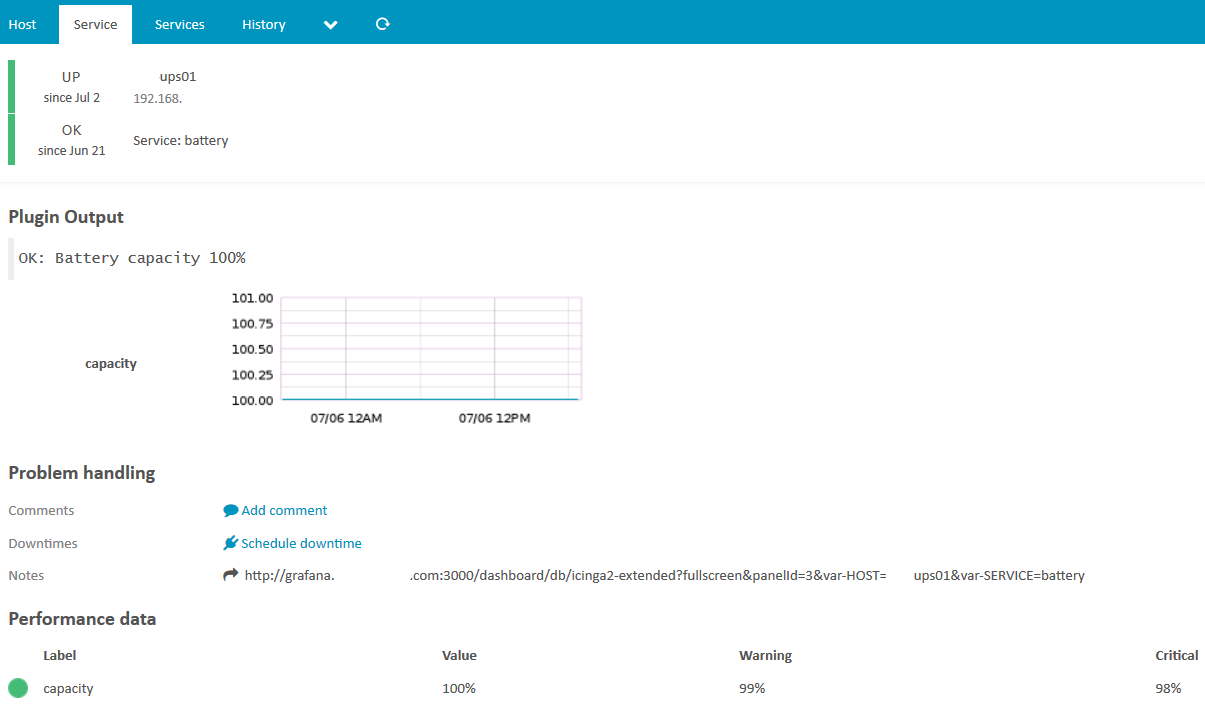 Host Service Services History
UP ups01
since Jul 2 192.168.
OK
Service: battery
since Jun 21
Plugin Output
OK: Battery capacity 100%
101.00
100.75
100.50
capacity
100.25
100.00
07/06 12AM 07/06 12PM
Problem handling
Comments Add comment
Downtimes Schedule downtime
Notes http://grafana. .com:3000/dashboard/db/icinga2-extended?fullscreen&panelId=3&var-HOST= ups01&var-SERVICE=battery
Performance data
Label Value Warning Critical
capacity 100% 99% 98%